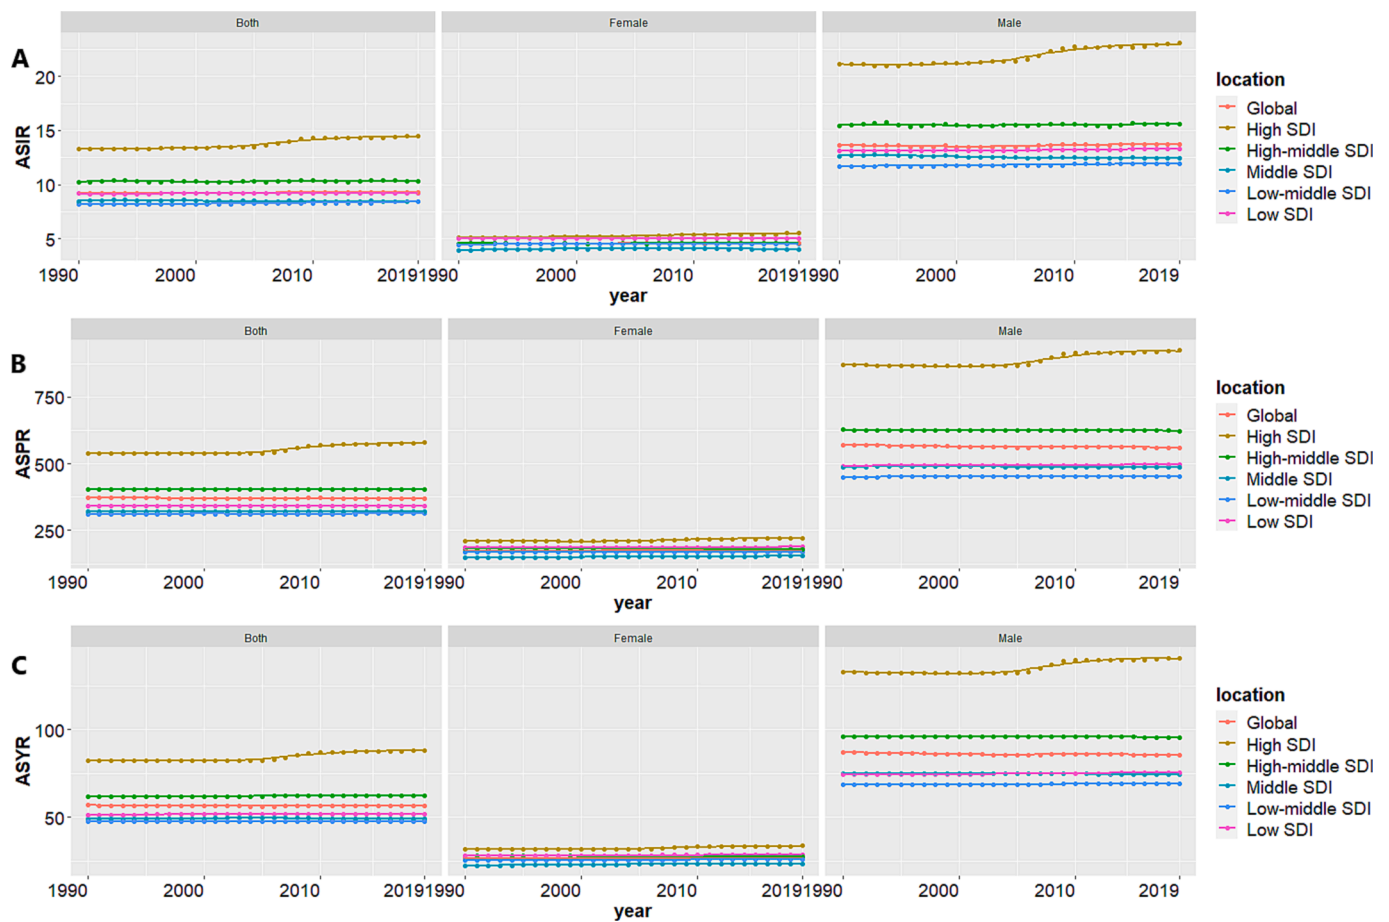 Both Female Male
A
20
15
10
5
ASIR
1990 2000 2010 20191990 2000 2010 20191990 2000 2010 2019
year
location
Global
High SDI
High-middle SDI
Middle SDI
Low-middle SDI
Low SDI
Both Female Male
B
750
500
250
ASPR
1990 2000 2010 20191990 2000 2010 20191990 2000 2010 2019
year
location
Global
High SDI
High-middle SDI
Middle SDI
Low-middle SDI
Low SDI
Both Female Male
C
100
50
ASYR
1990 2000 2010 20191990 2000 2010 20191990 2000 2010 2019
year
location
Global
High SDI
High-middle SDI
Middle SDI
Low-middle SDI
Low SDI